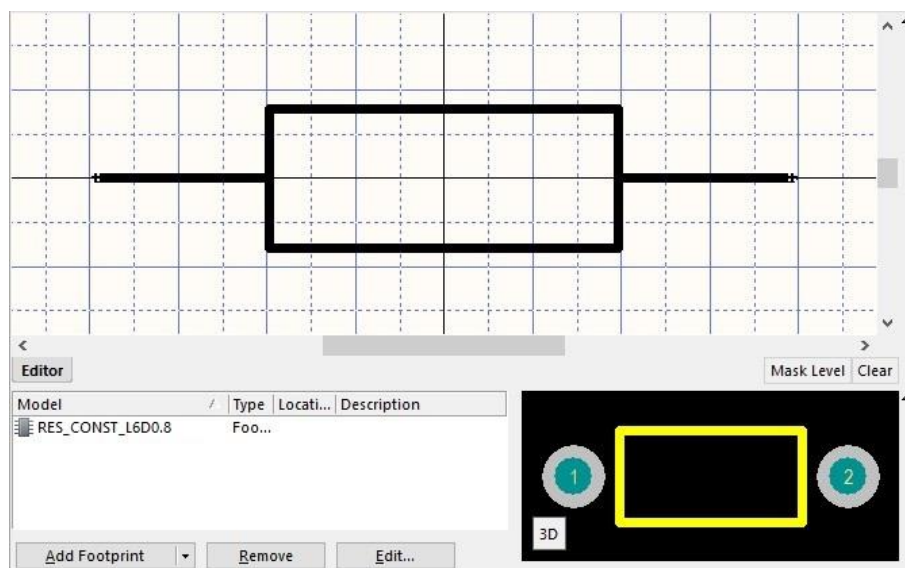 Editor
Mask Level Clear
Model Type Locati... Description
RES_CONST_L6D0.8 Foo...
1 2
3D
Add Footprint Remove Edit...